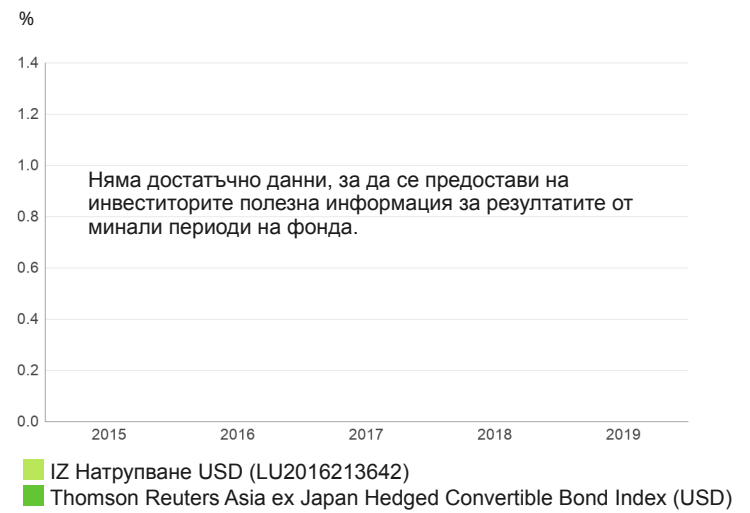 %
1.4
1.2
1.0
Няма достатъчно данни, за да се предостави на
инвеститорите полезна информация за резултатите от
минали периоди на фонда.
0.8
0.6
0.4
0.2
0.0
2015 2016 2017 2018 2019
IZ Натрупване USD (LU2016213642)
Thomson Reuters Asia ex Japan Hedged Convertible Bond Index (USD)